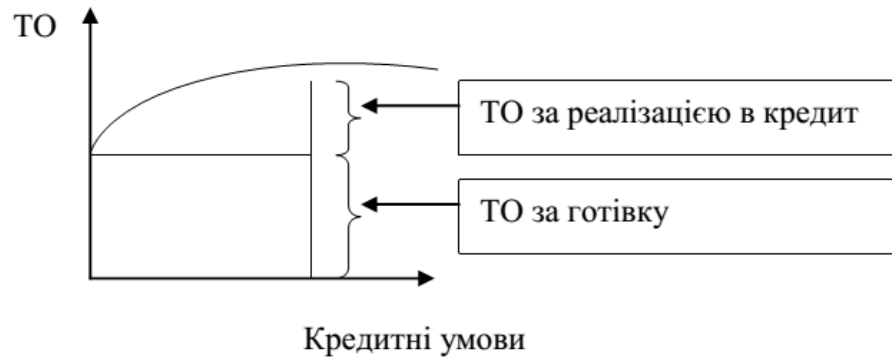 ТО
ТО за реалізацією в кредит
ТО за готівку
Кредитні умови